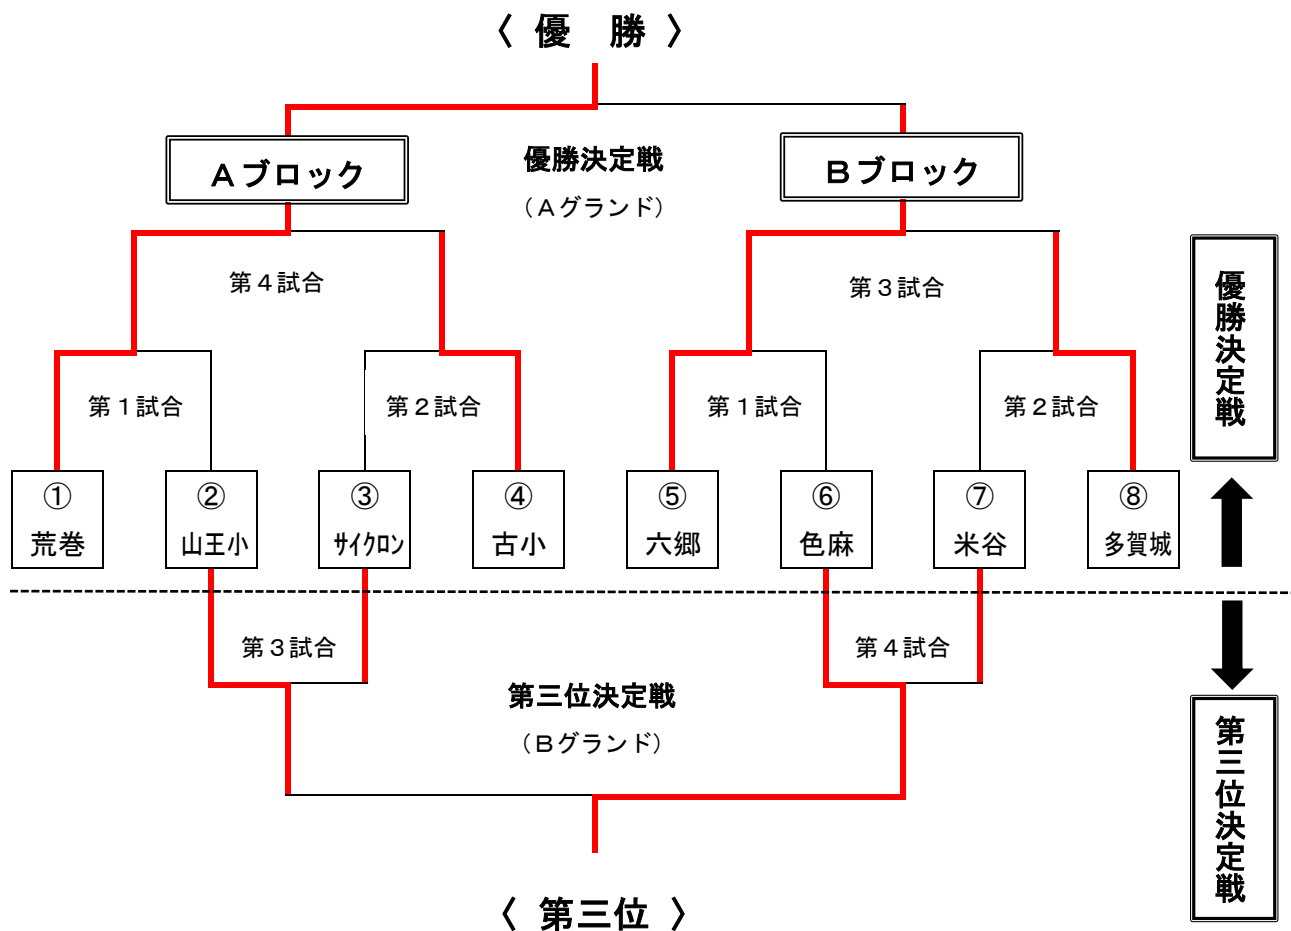 〈 優　勝 〉
Ａブロック
優勝決定戦
（Ａグランド）
Ｂブロック
第４試合
第３試合
優勝決定戦
第１試合
第２試合
第１試合
第２試合
①
荒巻
②
山王小
③
ｻｲｸﾛﾝ
④
古小
⑤
六郷
⑥
色麻
⑦
米谷
⑧
多賀城
第３試合
第４試合
第三位決定戦
（Ｂグランド）
第三位決定戦
〈 第三位 〉